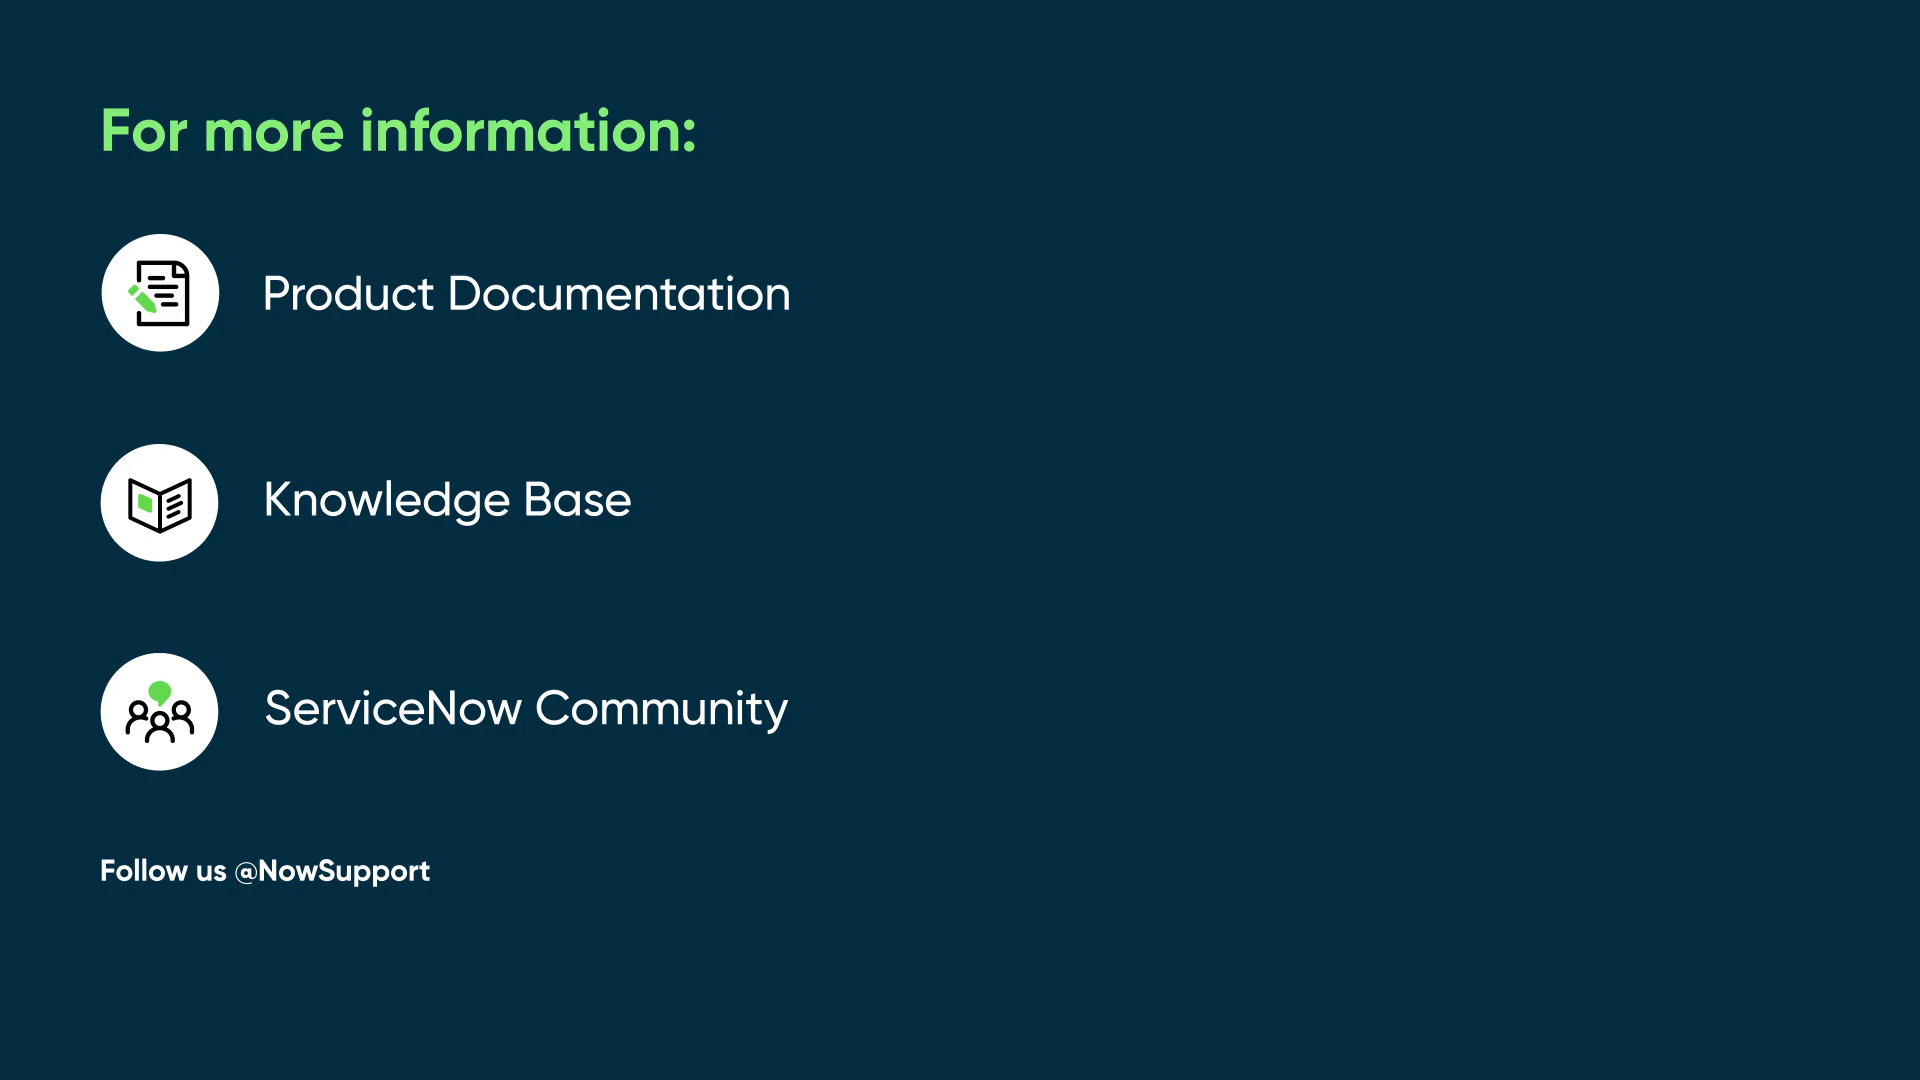 For more information:
Product Documentation
Knowledge Base
ServiceNow Community
Follow us @NowSupport